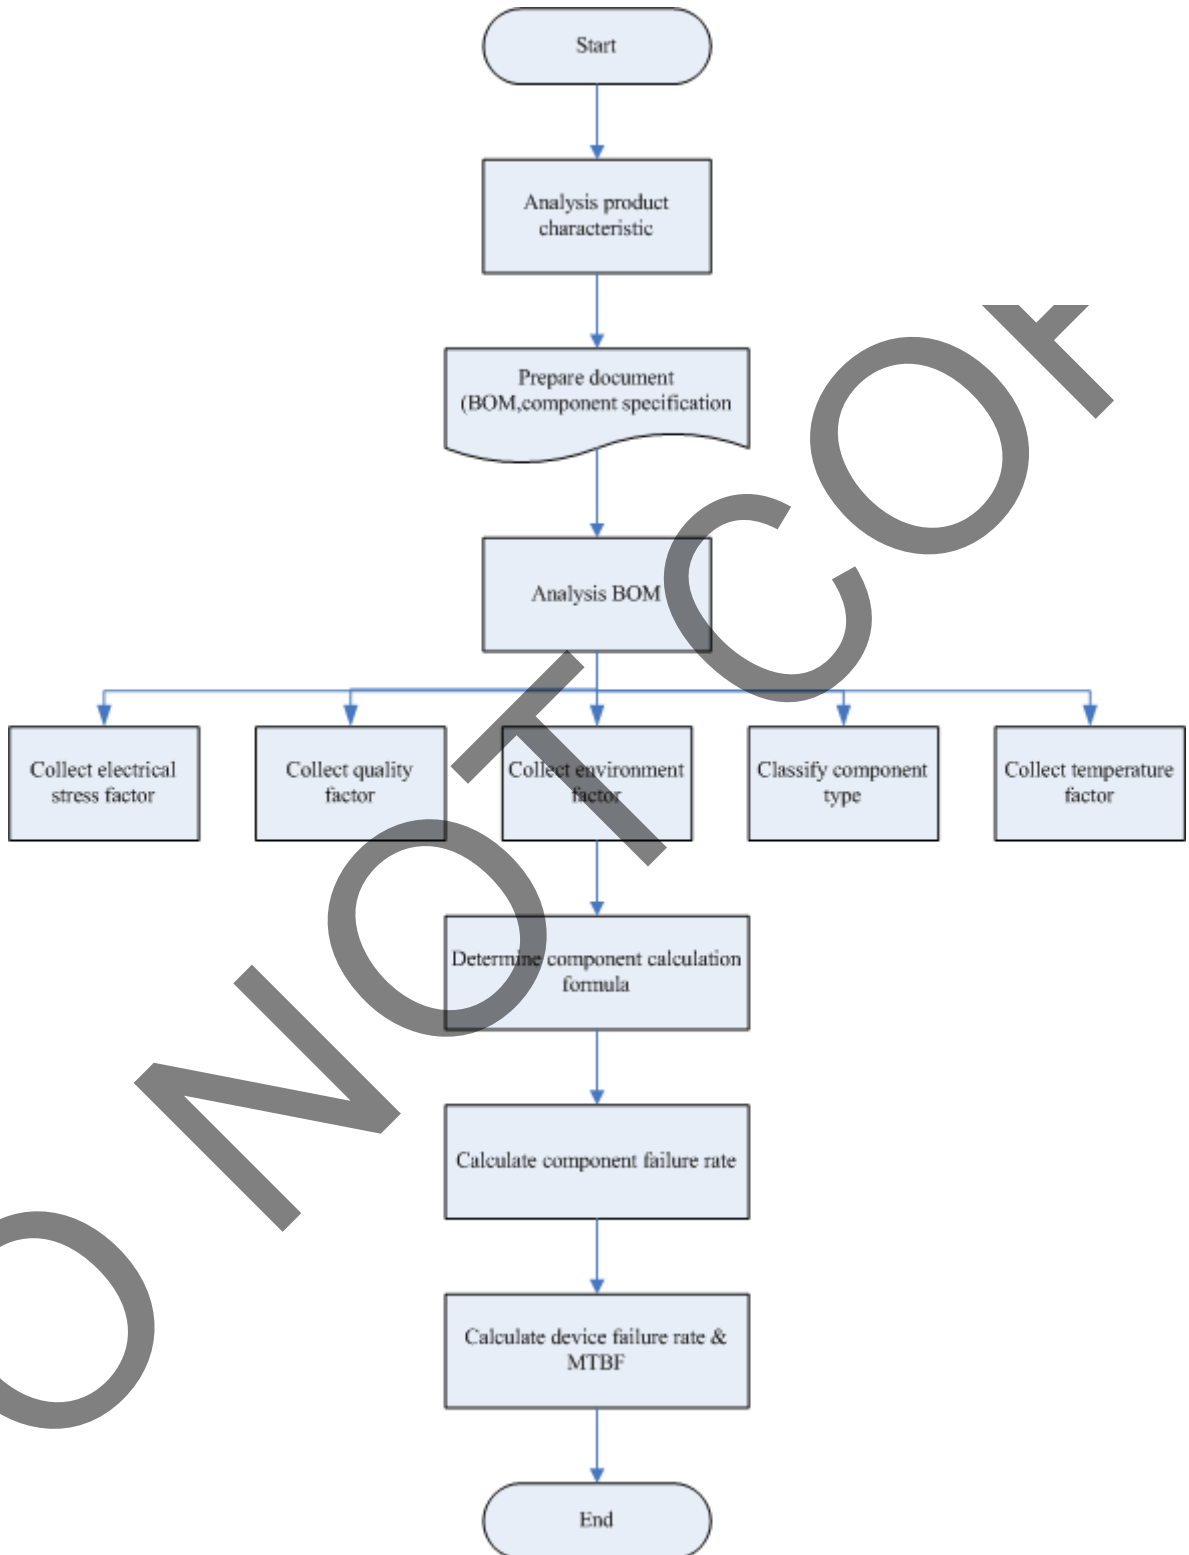 Start
Analysis product
characteristic
Prepare document
(BOM,component specification
Analysis BOM
Collect electrical
stress factor
Collect quality
factor
Collect environment
factor
Classify component
type
Collect temperature
factor
Determine component calculation
formula
Calculate component failure rate
Calculate device failure rate &
MTBF
End
O NOT COP